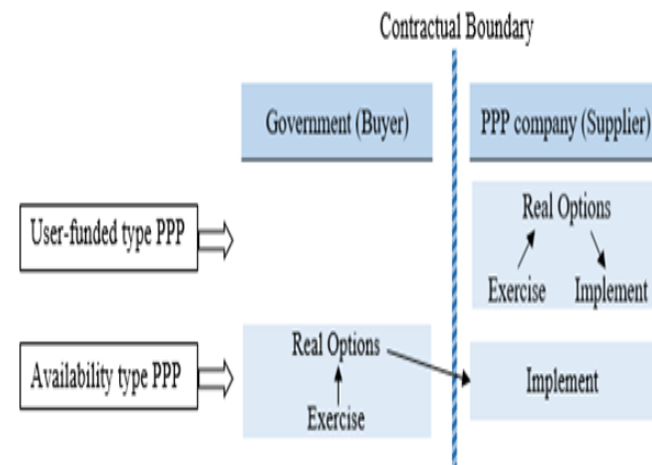 Contractual Boundary
Government (Buyer)
PPP company (Supplier)
User-funded type PPP
Real Options
Exercise
Implement
Availability type PPP
Real Options
Exercise
Implement